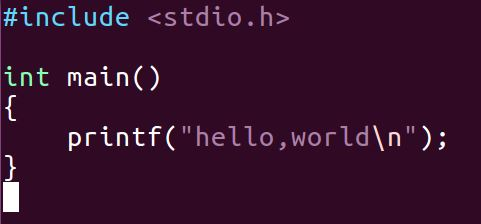 #include <stdio.h>

int main()
{
    printf("hello,world\n");
}